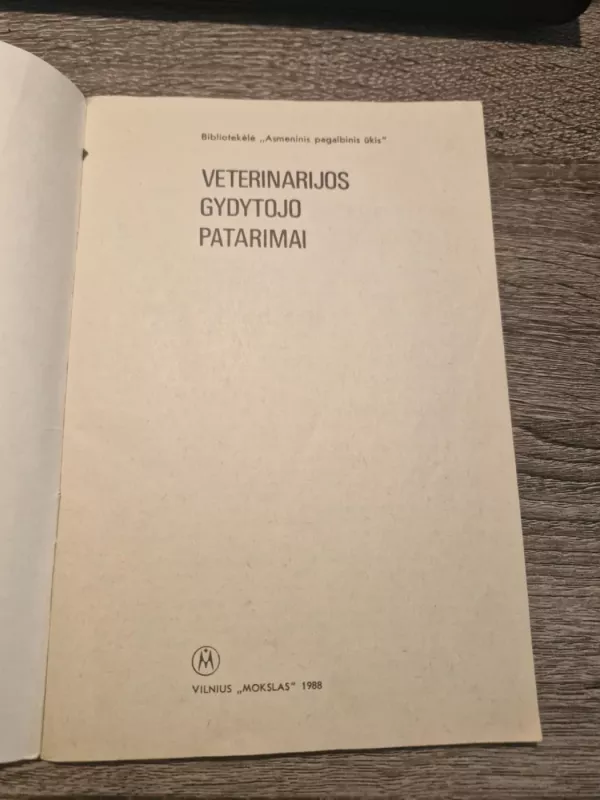 Bibliotekėlė „Asmeninis pagalbinis ūkis"
VETERINARIJOS
GYDYTOJO
PATARIMAI
VILNIUS „MOKSLAS" 1988